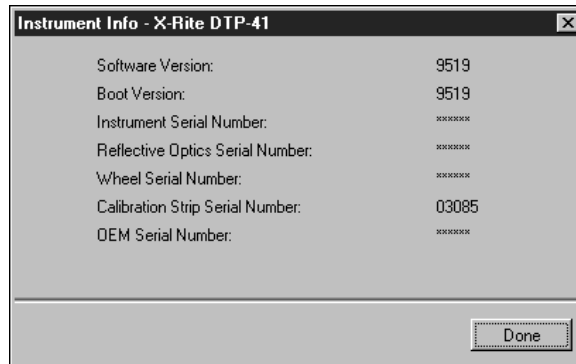 Instrument Info - X-Rite DTP-41
Software Version: 9519
Boot Version: 9519
Instrument Serial Number: ******
Reflective Optics Serial Number: ******
Wheel Serial Number: ******
Calibration Strip Serial Number: 03085
OEM Serial Number: ******
Done